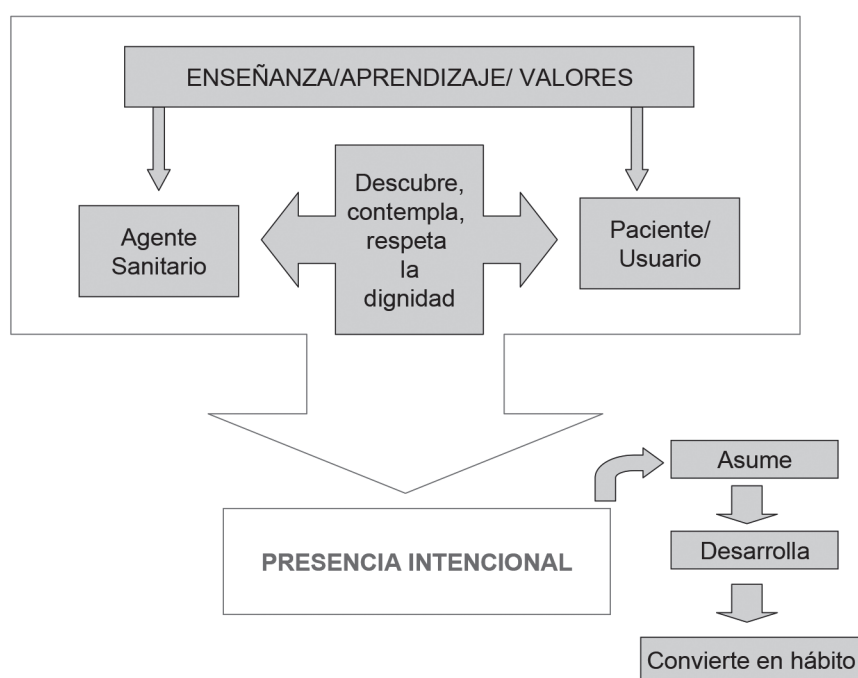 ENSEÑANZA/APRENDIZAJE/ VALORES
Agente
Sanitario
Descubre,
contempla,
respeta
la
dignidad
Paciente/
Usuario
PRESENCIA INTENCIONAL
Asume
Desarrolla
Convierte en hábito